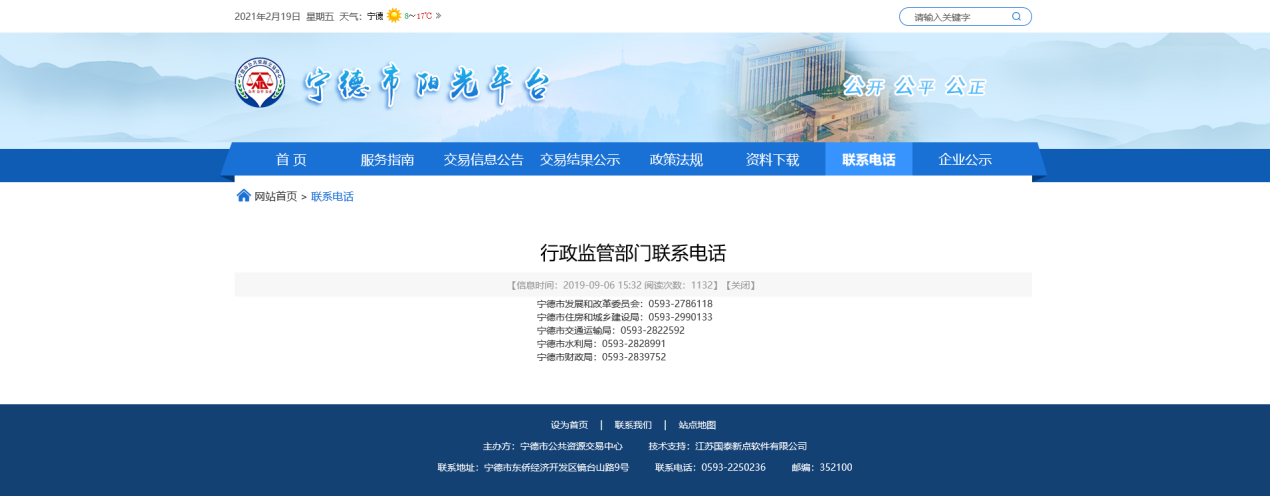 2021年2月19日 星期五 天气： 宁德 8~17℃
请输入关键字
宁德市阳光平台
公开 公平 公正
首 页 服务指南 交易信息公告 交易结果公示 政策法规 资料下载 联系电话 企业公示
网站首页 > 联系电话
行政监管部门联系电话
【信息时间：2019-09-06 15:32 阅读次数：1132】【关闭】
宁德市发展和改革委员会：0593-2786118
宁德市住房和城乡建设局：0593-2990133
宁德市交通运输局：0593-2822592
宁德市水利局：0593-2828991
宁德市财政局：0593-2839752
设为首页 | 联系我们 | 站点地图
主办方：宁德市公共资源交易中心 技术支持：江苏国泰新点软件有限公司
联系地址：宁德市东侨经济开发区镜台山路9号 联系电话：0593-2250236 邮编：352100